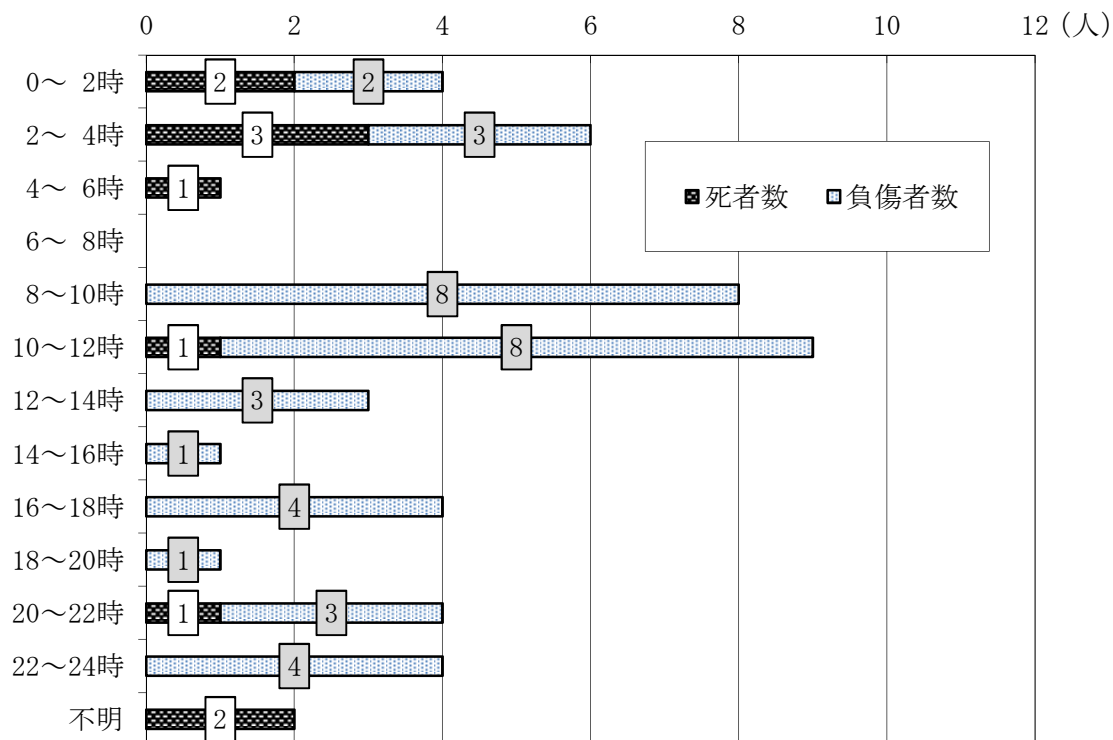 0 2 4 6 8 10 12 (人)
0～ 2時 2 2
2～ 4時 3 3
■死者数 負傷者数
4～ 6時 1
6～ 8時
8～10時 8
10～12時 1 8
12～14時 3
14～16時 1
16～18時 4
18～20時 1
20～22時 1 3
22～24時 4
不明 2